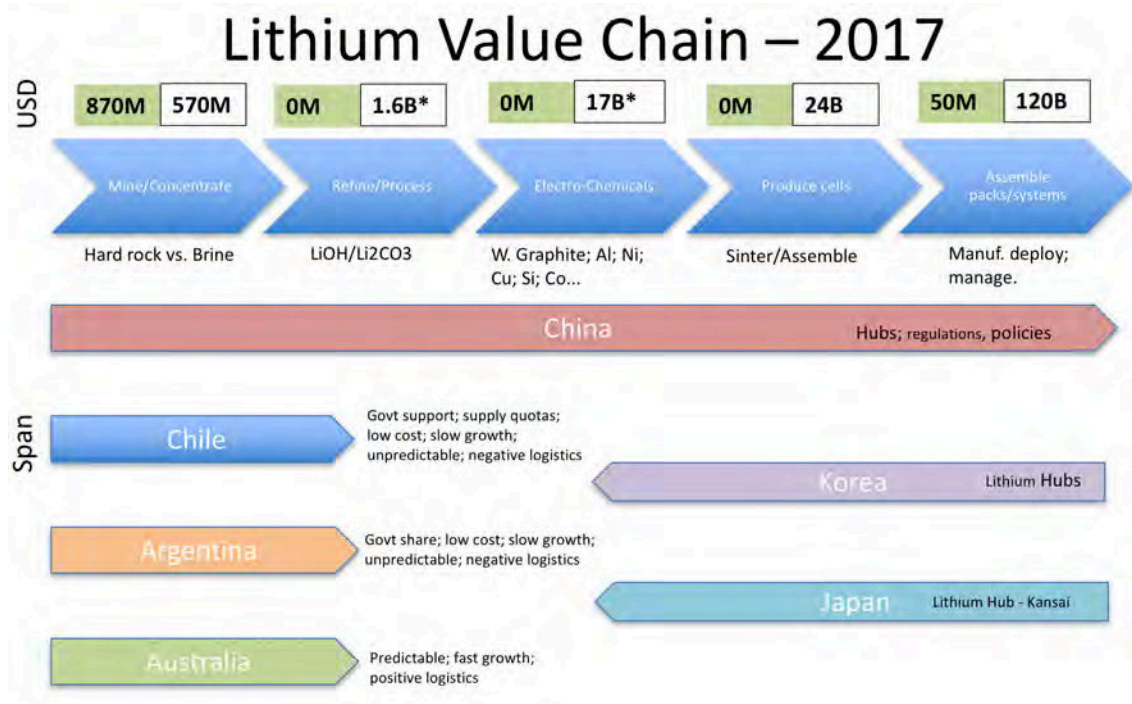 Lithium Value Chain – 2017
USD
870M 570M
0M 1.6B*
0M 17B*
0M 24B
50M 120B
Mine/Concentrate
Refine/Process
Electro-Chemicals
Produce cells
Assemble
packs/systems
Hard rock vs. Brine
LiOH/Li2CO3
W. Graphite; Al; Ni;
Cu; Si; Co...
Sinter/Assemble
Manuf. deploy;
manage.
China
Hubs; regulations, policies
Span
Chile
Govt support; supply quotas;
low cost; slow growth;
unpredictable; negative logistics
Korea
Lithium Hubs
Argentina
Govt share; low cost; slow growth;
unpredictable; negative logistics
Japan
Lithium Hub - Kansai
Australia
Predictable; fast growth;
positive logistics